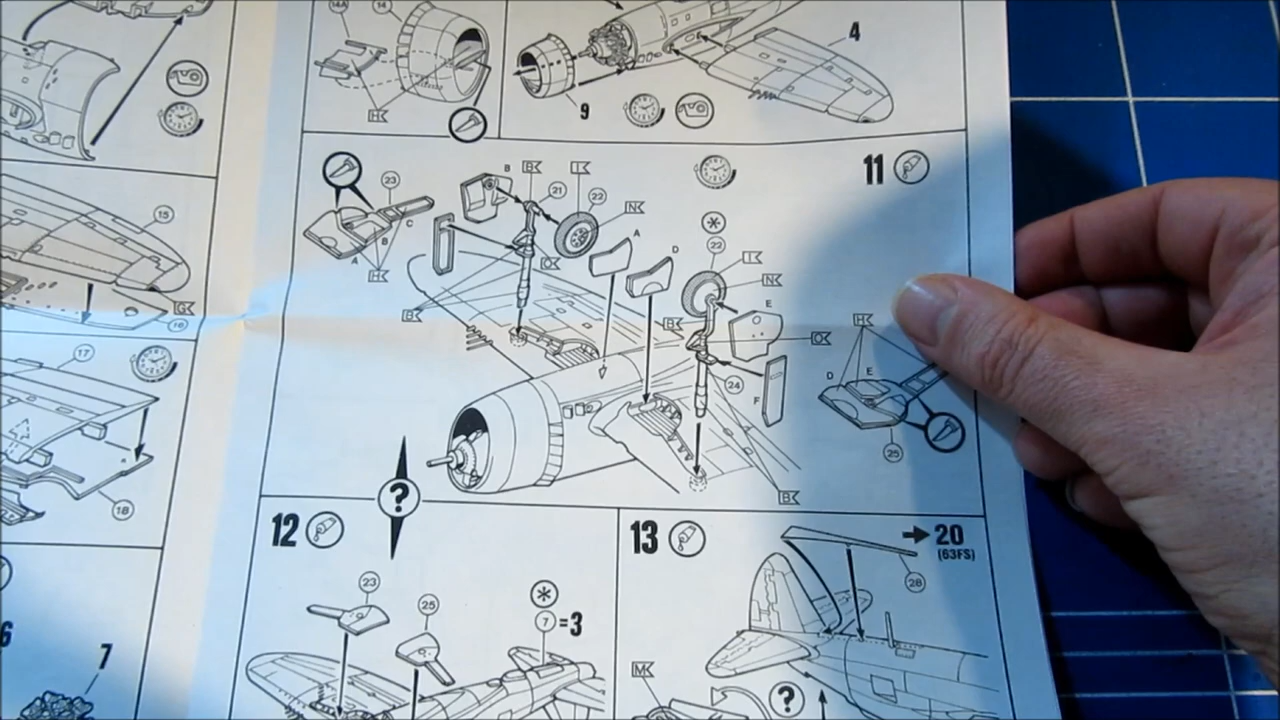 14A
14
H
9
4
15
G
16
17
18
6
7
11
23
A
B
C
H
B
B
21
I
22
N
O
A
D
B
*
22
I
N
E
B
O
24
F
B
H
D
E
25
?
12
23
25
*
7 = 3
13
→ 20
(63FS)
28
M
?